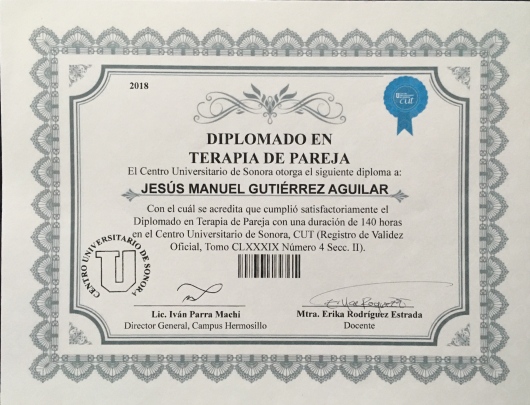 2018
CUT
DIPLOMADO EN
TERAPIA DE PAREJA
El Centro Universitario de Sonora otorga el siguiente diploma a:
JESÚS MANUEL GUTIÉRREZ AGUILAR
Con el cuál se acredita que cumplió satisfactoriamente el
Diplomado en Terapia de Pareja con una duración de 140 horas
en el Centro Universitario de Sonora, CUT (Registro de Validez
Oficial, Tomo CLXXXIX Número 4 Secc. II).
CENTRO UNIVERSITARIO DE SONORA
U
Lic. Iván Parra Machi
Director General, Campus Hermosillo
Mtra. Erika Rodríguez Estrada
Docente